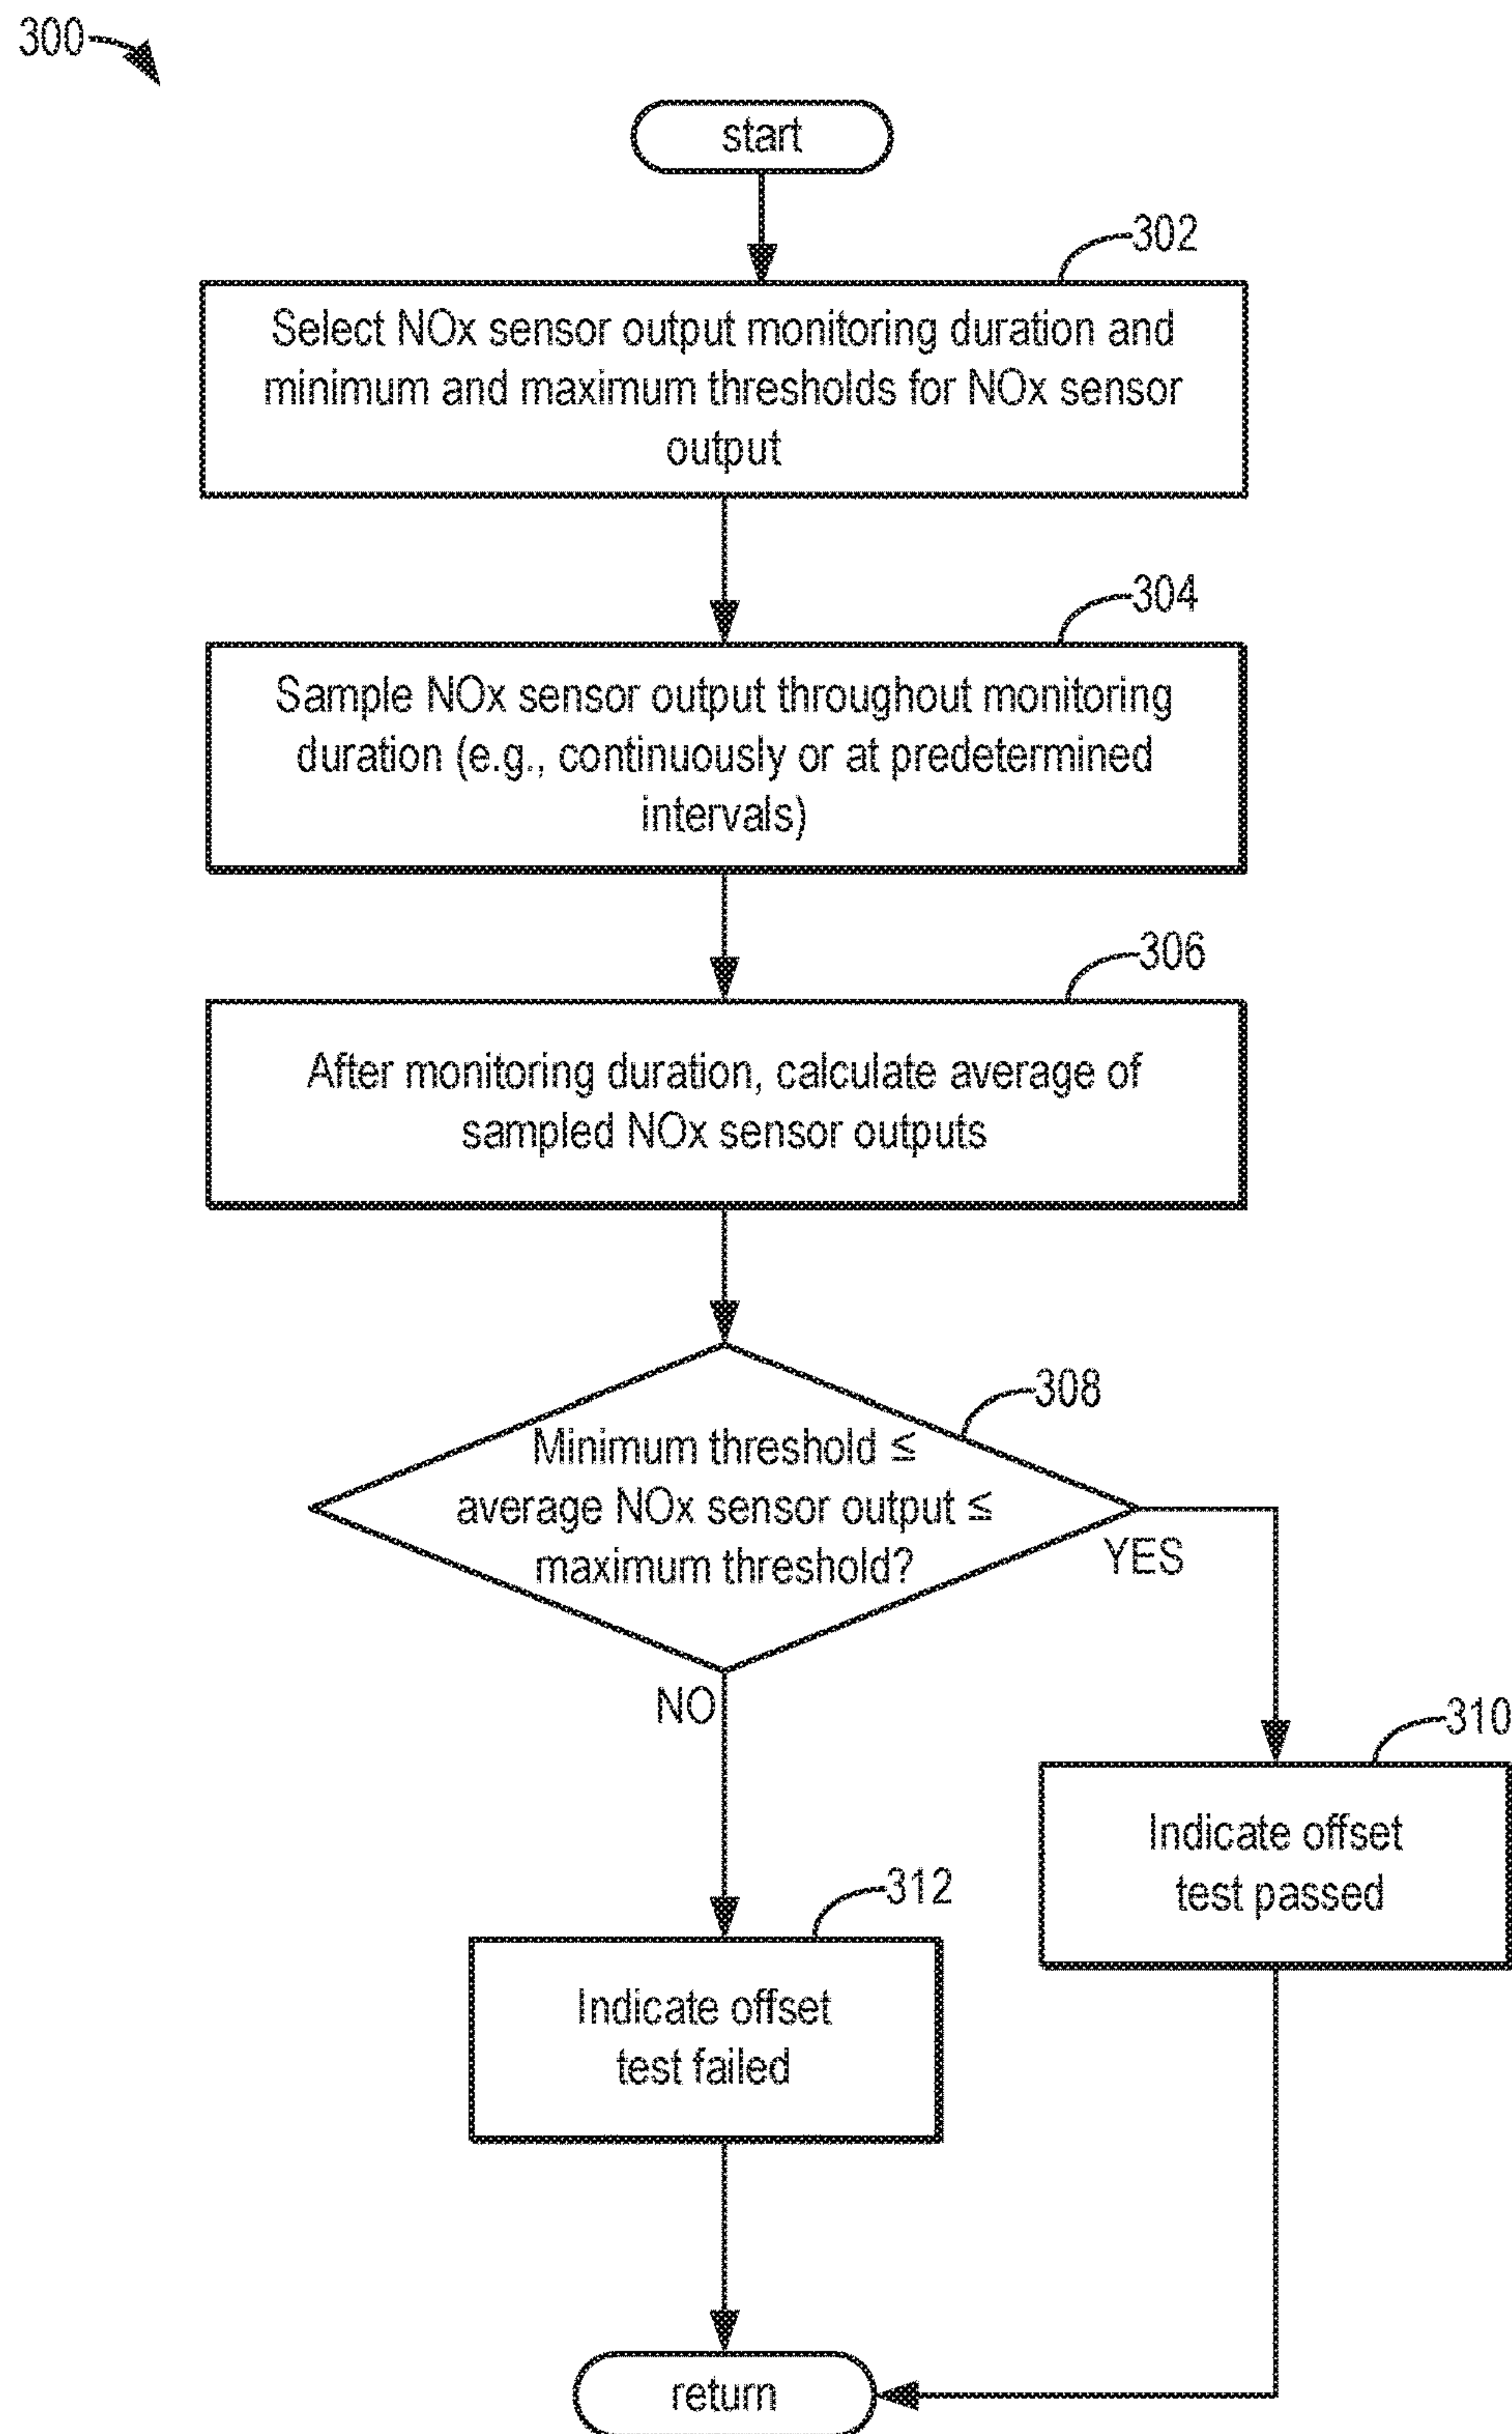 300
start
302
Select NOx sensor output monitoring duration and
minimum and maximum thresholds for NOx sensor
output
304
Sample NOx sensor output throughout monitoring
duration (e.g., continuously or at predetermined
intervals)
306
After monitoring duration, calculate average of
sampled NOx sensor outputs
308
Minimum threshold ≤
average NOx sensor output ≤
maximum threshold?
YES
NO
310
Indicate offset
test passed
312
Indicate offset
test failed
return